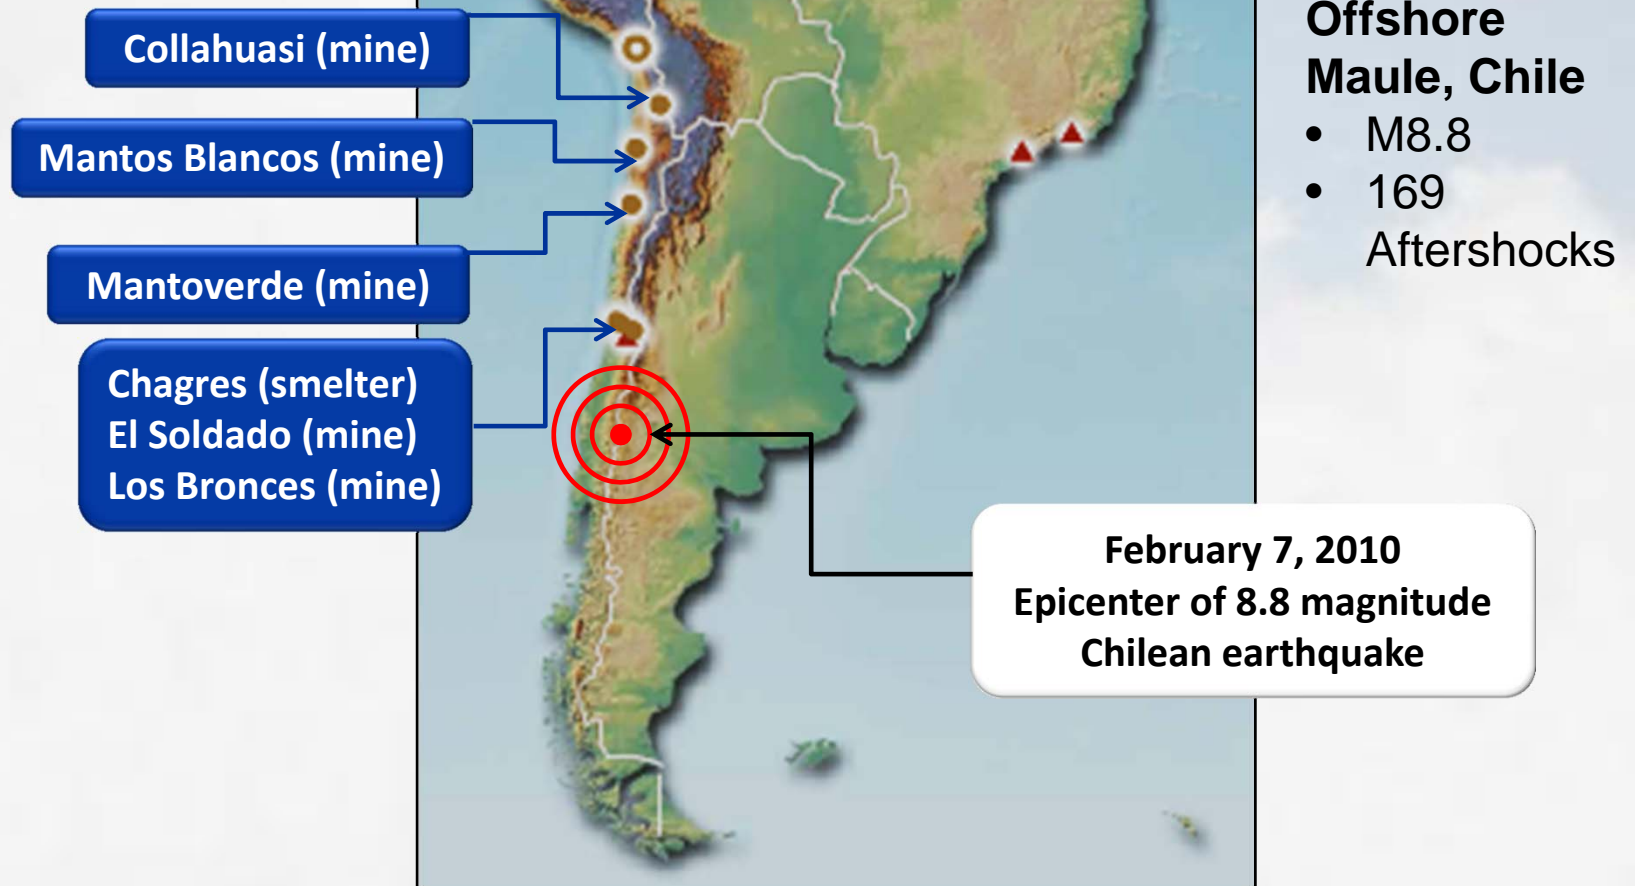 Collahuasi (mine)
Mantos Blancos (mine)
Mantoverde (mine)
Chagres (smelter)
El Soldado (mine)
Los Bronces (mine)
Offshore
Maule, Chile
• M8.8
• 169
Aftershocks
February 7, 2010
Epicenter of 8.8 magnitude
Chilean earthquake